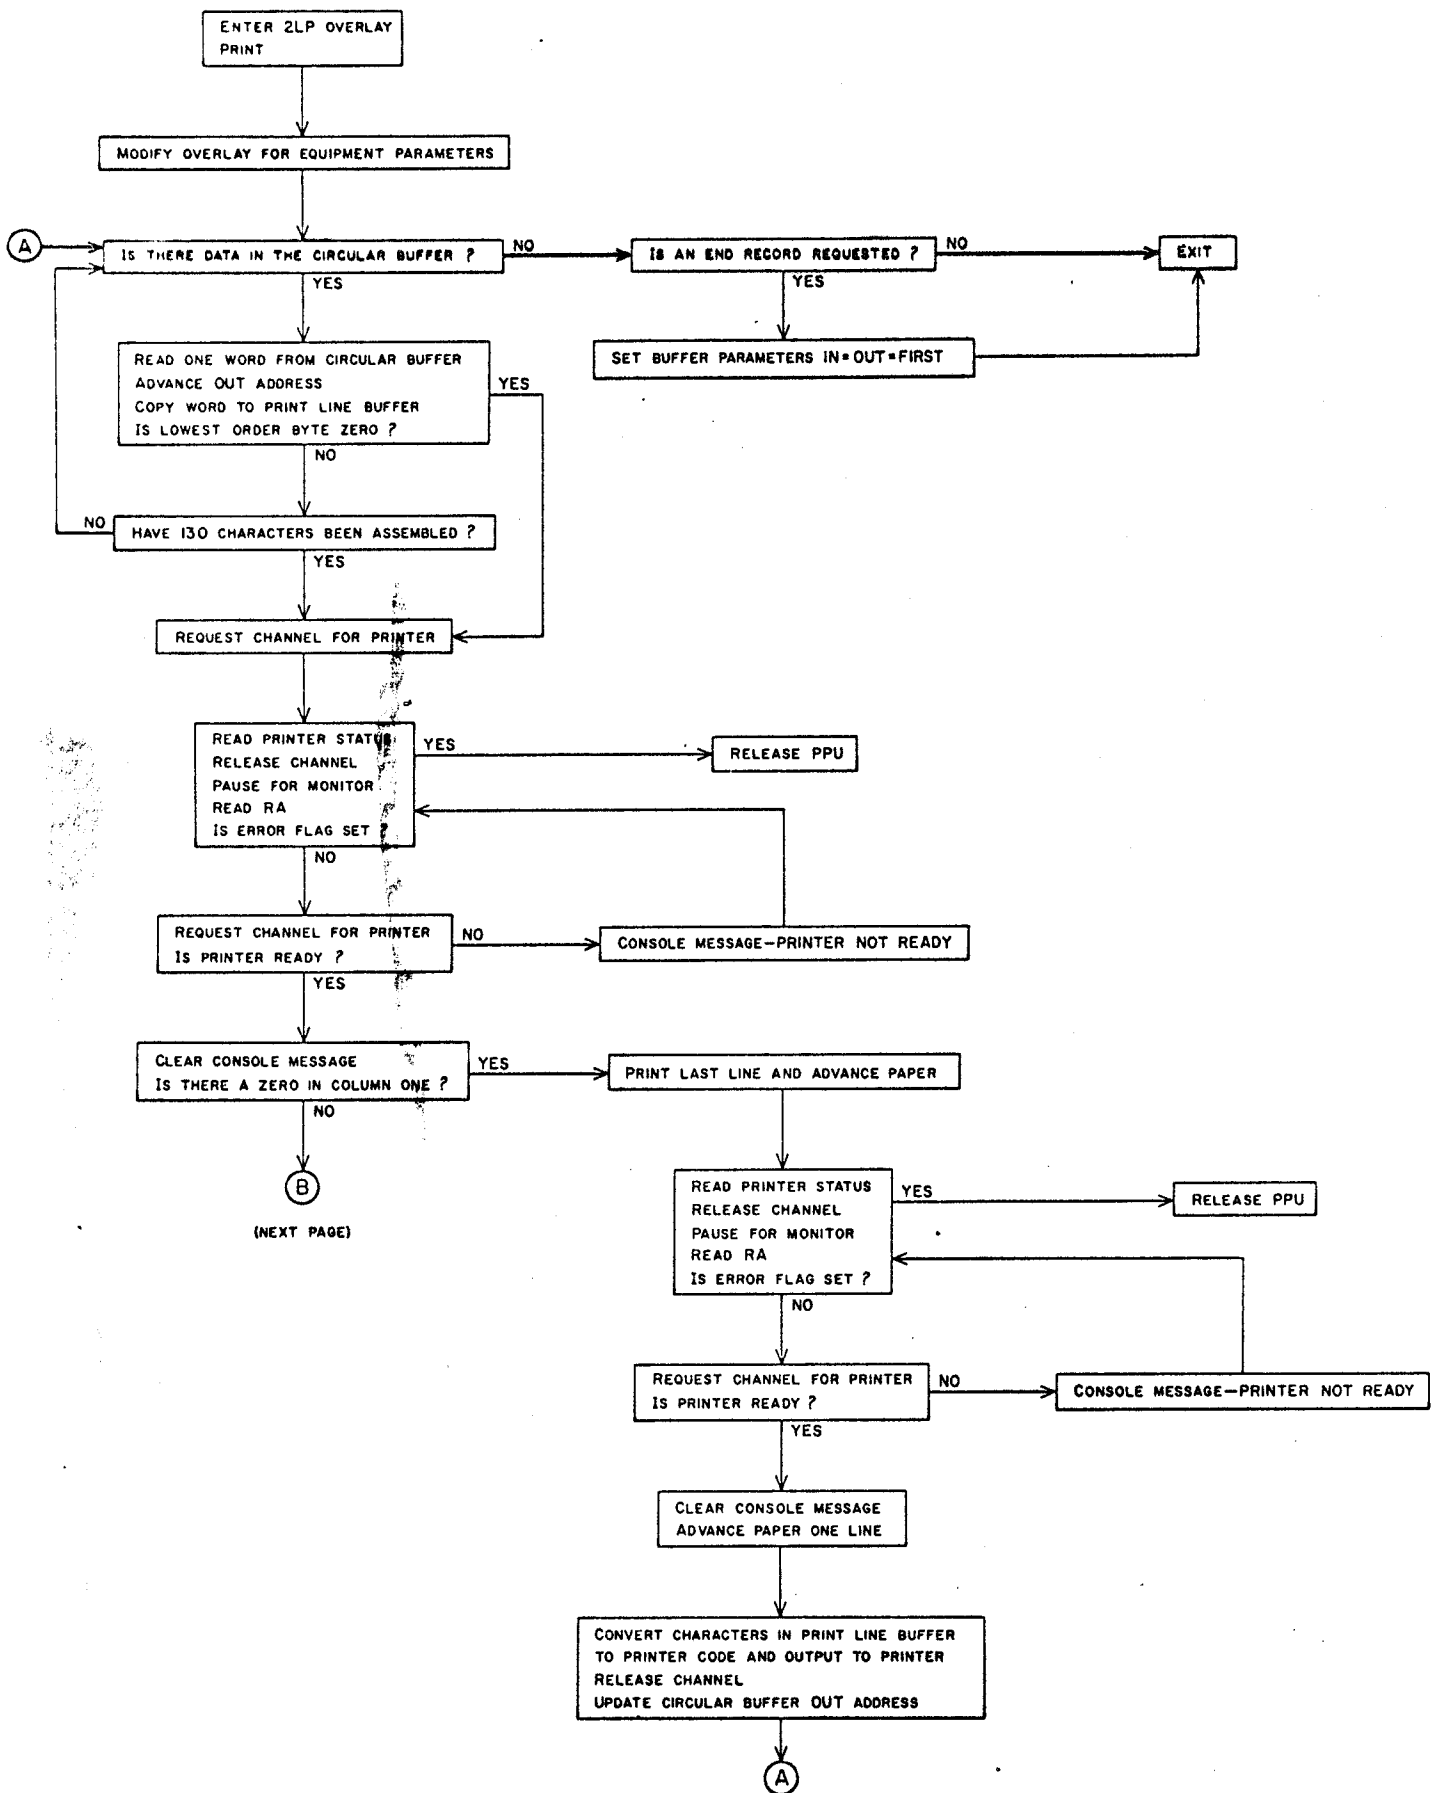 ENTER 2LP OVERLAY
PRINT
MODIFY OVERLAY FOR EQUIPMENT PARAMETERS
A
IS THERE DATA IN THE CIRCULAR BUFFER ?
NO
IS AN END RECORD REQUESTED ?
NO
EXIT
YES
YES
SET BUFFER PARAMETERS IN=OUT=FIRST
READ ONE WORD FROM CIRCULAR BUFFER
ADVANCE OUT ADDRESS
COPY WORD TO PRINT LINE BUFFER
IS LOWEST ORDER BYTE ZERO ?
YES
NO
NO
HAVE 130 CHARACTERS BEEN ASSEMBLED ?
YES
REQUEST CHANNEL FOR PRINTER
READ PRINTER STATUS
RELEASE CHANNEL
PAUSE FOR MONITOR
READ RA
IS ERROR FLAG SET ?
YES
RELEASE PPU
NO
REQUEST CHANNEL FOR PRINTER
IS PRINTER READY ?
NO
CONSOLE MESSAGE-PRINTER NOT READY
YES
CLEAR CONSOLE MESSAGE
IS THERE A ZERO IN COLUMN ONE ?
YES
PRINT LAST LINE AND ADVANCE PAPER
NO
B
(NEXT PAGE)
READ PRINTER STATUS
RELEASE CHANNEL
PAUSE FOR MONITOR
READ RA
IS ERROR FLAG SET ?
YES
RELEASE PPU
NO
REQUEST CHANNEL FOR PRINTER
IS PRINTER READY ?
NO
CONSOLE MESSAGE-PRINTER NOT READY
YES
CLEAR CONSOLE MESSAGE
ADVANCE PAPER ONE LINE
CONVERT CHARACTERS IN PRINT LINE BUFFER
TO PRINTER CODE AND OUTPUT TO PRINTER
RELEASE CHANNEL
UPDATE CIRCULAR BUFFER OUT ADDRESS
A